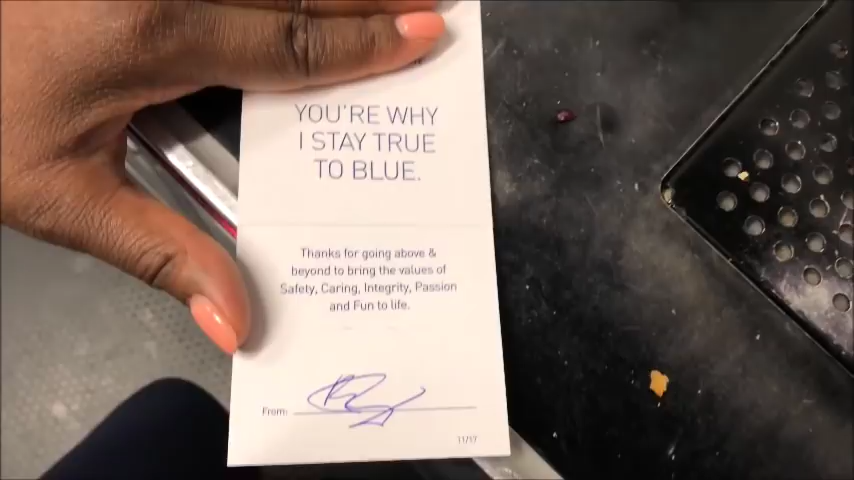 YOU'RE WHY
I STAY TRUE
TO BLUE.
Thanks for going above &
beyond to bring the values of
Safety, Caring, Integrity, Passion
and Fun to life.
From:
11/17